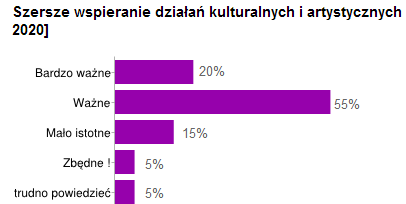 Szersze wspieranie działań kulturalnych i artystycznych
2020]
Bardzo ważne 20%
Ważne 55%
Mało istotne 15%
Zbędne ! 5%
trudno powiedzieć 5%